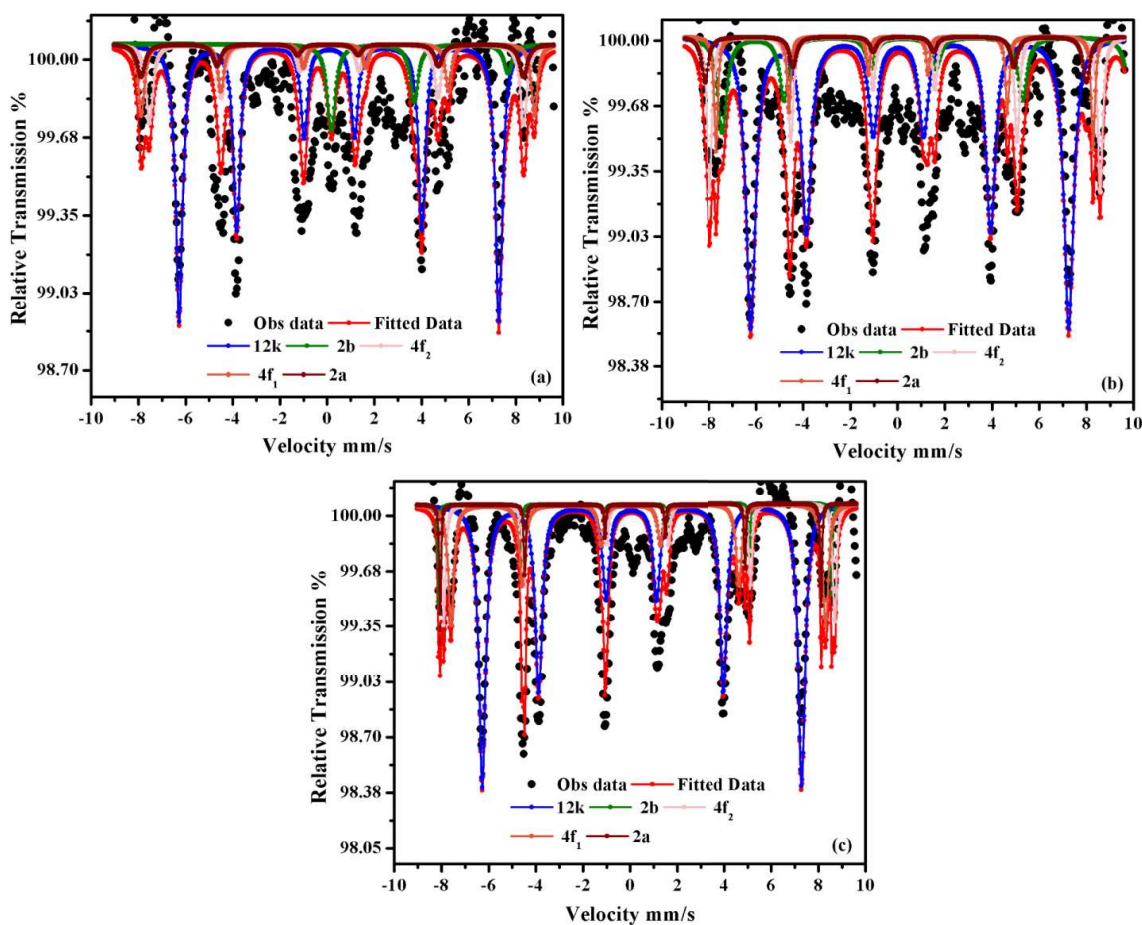 Relative Transmission %
100.00
99.68
99.35
99.03
98.70
Obs data Fitted Data
12k 2b 4f₂
4f₁ 2a
(a)
-10 -8 -6 -4 -2 0 2 4 6 8 10
Velocity mm/s
Relative Transmission %
100.00
99.68
99.35
99.03
98.70
98.38
Obs data Fitted Data
12k 2b 4f₂
4f₁ 2a
(b)
-10 -8 -6 -4 -2 0 2 4 6 8 10
Velocity mm/s
Relative Transmission %
100.00
99.68
99.35
99.03
98.70
98.38
98.05
Obs data Fitted Data
12k 2b 4f₂
4f₁ 2a
(c)
-10 -8 -6 -4 -2 0 2 4 6 8 10
Velocity mm/s